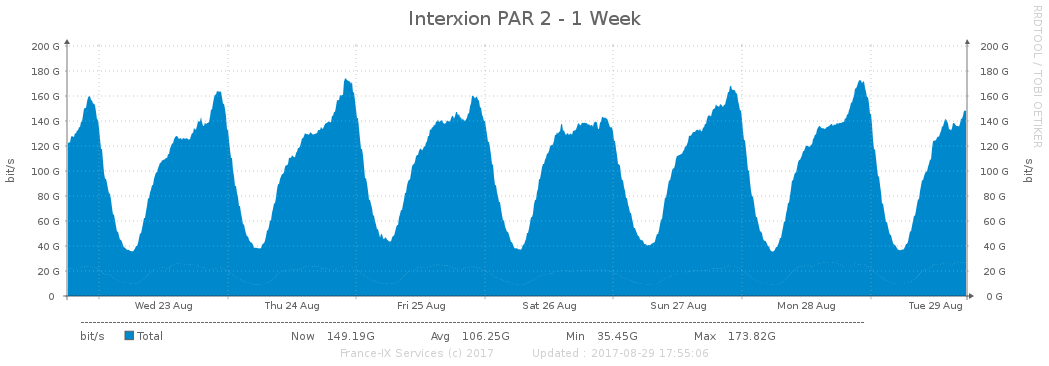 Interxion PAR 2 - 1 Week
RRDTOOL / TOBI OETIKER
bit/s
200 G
180 G
160 G
140 G
120 G
100 G
80 G
60 G
40 G
20 G
0
200 G
180 G
160 G
140 G
120 G
100 G
80 G
60 G
40 G
20 G
0 G
bit/s
Wed 23 Aug Thu 24 Aug Fri 25 Aug Sat 26 Aug Sun 27 Aug Mon 28 Aug Tue 29 Aug
bit/s Total Now 149.19G Avg 106.25G Min 35.45G Max 173.82G
France-IX Services (c) 2017 Updated : 2017-08-29 17:55:06